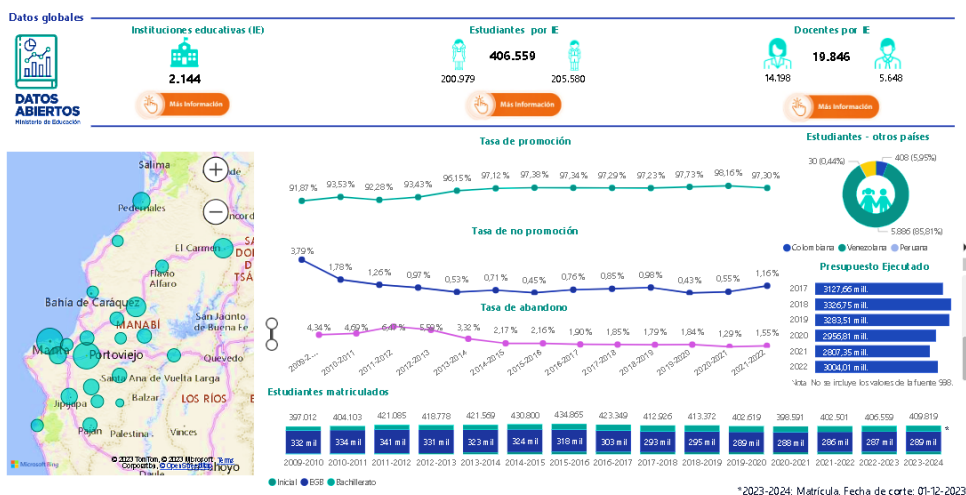 Datos globales
Instituciones educativas (IE)
2.144
Más Información
Estudiantes por IE
406.559
200.979
205.580
Más Información
Docentes por IE
19.846
14.198
5.648
Más Información
DATOS
ABIERTOS
Ministerio de Educación
Salima
Pedernales
El Carmen
Flavio
Alfaro
Bahía de Caráquez
San Jacinto
de Buena Fe
MANABÍ
Manta
Portoviejo
Quevedo
Santa Ana de Vuelta Larga
Jipijapa
Balzar
LOS RÍOS
Paján
Palestina
Vinces
Daule
Microsoft Bing
© 2023 TomTom, © 2023 Microsoft Terms
Corporation, © OpenStreetMap
Tasa de promoción
91,87 % 93,53% 92,28 % 93,43% 96,15% 97,12 % 97,38% 97,34% 97,29% 97,23% 97,73% 98,16% 97,30%
Tasa de no promoción
3,79% 1,78% 1,26% 0,97 % 0,53% 0,71 % 0,45% 0,76 % 0,85% 0,98% 0,43 % 0,55% 1,16%
Tasa de abandono
4,34% 4,69% 3,32 % 2,17 % 2,16 % 1,90 % 1,85% 1,79% 1,84% 1,29% 1,55%
2009-2... 2010-2011 2011-2012 2012-2013 2013-2014 2014-2015 2015-2016 2016-2017 2017-2018 2018-2019 2019-2020 2020-2021 2021-2022
Estudiantes - otros países
30 (0,44%)
408 (5,95%)
5.886 (85,81%)
Colombiana Venezolana Peruana
Presupuesto Ejecutado
2017 3127,66 mill.
2018 3326,75 mill.
2019 3283,51 mill.
2020 2956,81 mill.
2021 2807,35 mill.
2022 3004,01 mill.
Nota: No se incluye los valores de la fuente 998.
Estudiantes matriculados
397.012 404.103 421.085 418.778 421.569 430.800 434.865 423.349 412.926 413.372 402.619 398.591 402.501 406.559 409.819 *
332 mil 334 mil 341 mil 331 mil 323 mil 324 mil 318 mil 303 mil 293 mil 295 mil 289 mil 288 mil 286 mil 287 mil 289 mil
2009-2010 2010-2011 2011-2012 2012-2013 2013-2014 2014-2015 2015-2016 2016-2017 2017-2018 2018-2019 2019-2020 2020-2021 2021-2022 2022-2023 2023-2024
Inicial EGB Bachillerato
*2023-2024: Matrícula. Fecha de corte: 01-12-2023